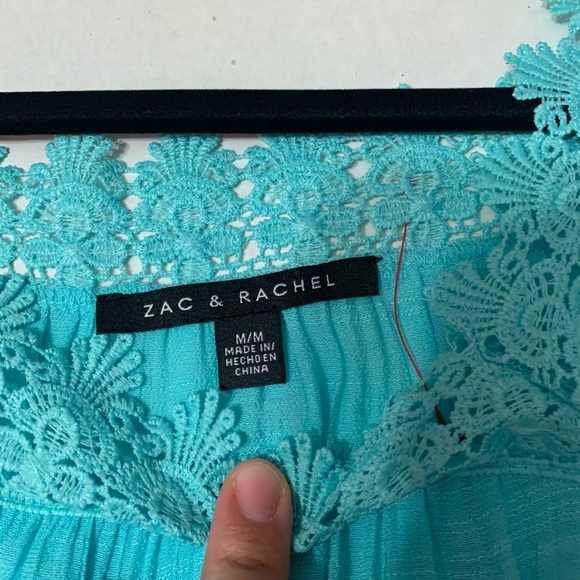 ZAC & RACHEL
M/M
MADE IN/
HECHO EN
CHINA